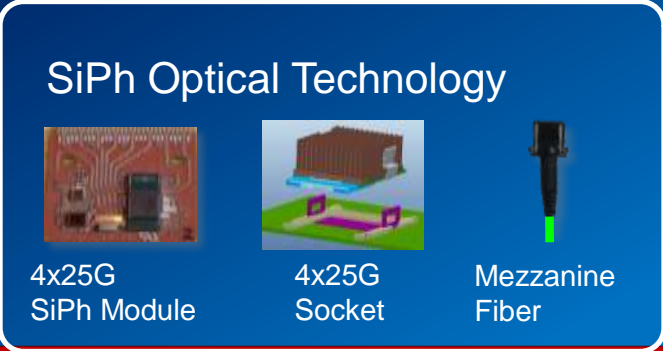 SiPh Optical Technology
4x25G
SiPh Module
4x25G
Socket
Mezzanine
Fiber